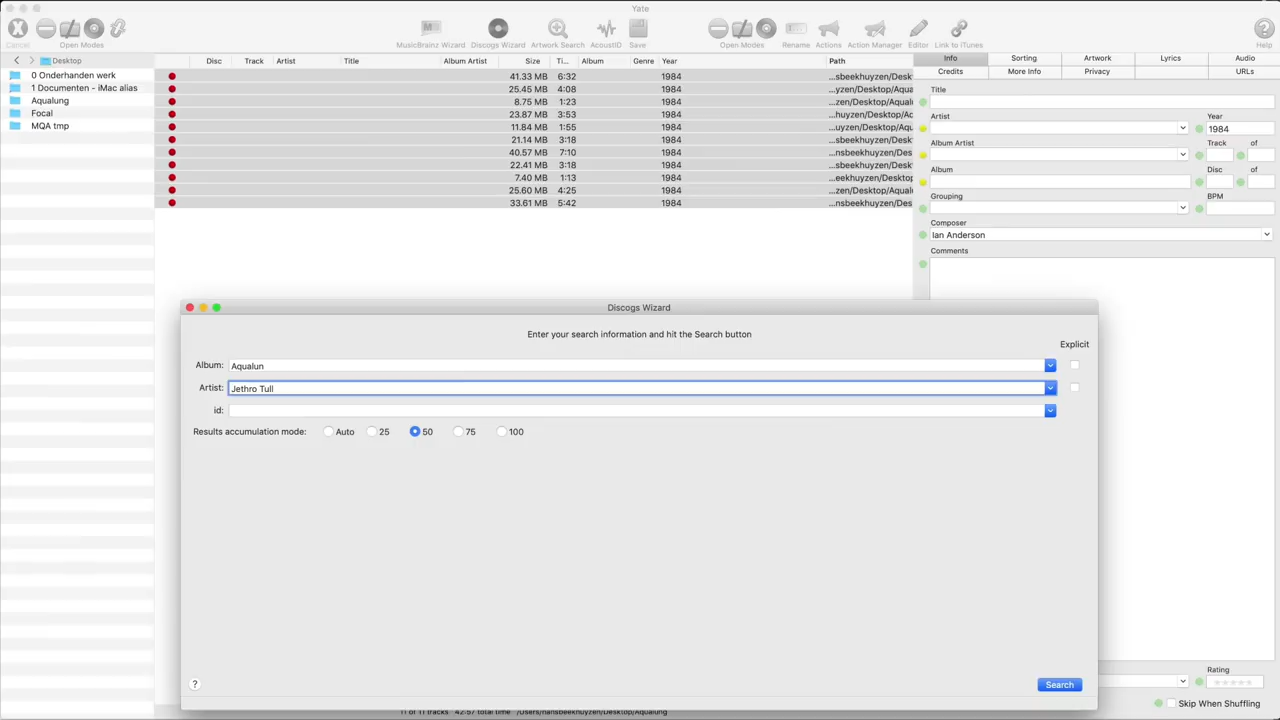 Yate
Cancel
Open Modes
MusicBrainz Wizard
Discogs Wizard
Artwork Search
AcoustID
Save
Open Modes
Rename
Actions
Action Manager
Editor
Link to iTunes
Help
Desktop
0 Onderhanden werk
1 Documenten - iMac alias
Aqualung
Focal
MQA tmp
Disc Track Artist Title Album Artist Size Ti... Album Genre Year Path
41.33 MB 6:32 1984 ...sbeekhuyzen/Desk
25.45 MB 4:08 1984 ...yzen/Desktop/Aqua
8.75 MB 1:23 1984 ...zen/Desktop/Aqualu
23.87 MB 3:53 1984 ...huyzen/Desktop/Aq
11.84 MB 1:55 1984 ...uyzen/Desktop/Aqu
21.14 MB 3:18 1984 ...sbeekhuyzen/Desk
40.57 MB 7:10 1984 ...nsbeekhuyzen/Des
22.41 MB 3:18 1984 ...sbeekhuyzen/Desk
7.40 MB 1:13 1984 ...eekhuyzen/Desktop
25.60 MB 4:25 1984 ...zen/Desktop/Aqualu
33.61 MB 5:42 1984 ...nsbeekhuyzen/Des
Info Sorting Artwork Lyrics Audio
Credits More Info Privacy URLs
Title
Artist
Year
1984
Album Artist
Track of
Album
Disc of
Grouping
BPM
Composer
Ian Anderson
Comments
Discogs Wizard
Enter your search information and hit the Search button
Explicit
Album: Aqualun
Artist: Jethro Tull
id:
Results accumulation mode: Auto 25 50 75 100
?
Search
Rating
Skip When Shuffling
11 of 11 tracks. 42:57 total time /Users/hansbeekhuyzen/Desktop/Aqualung